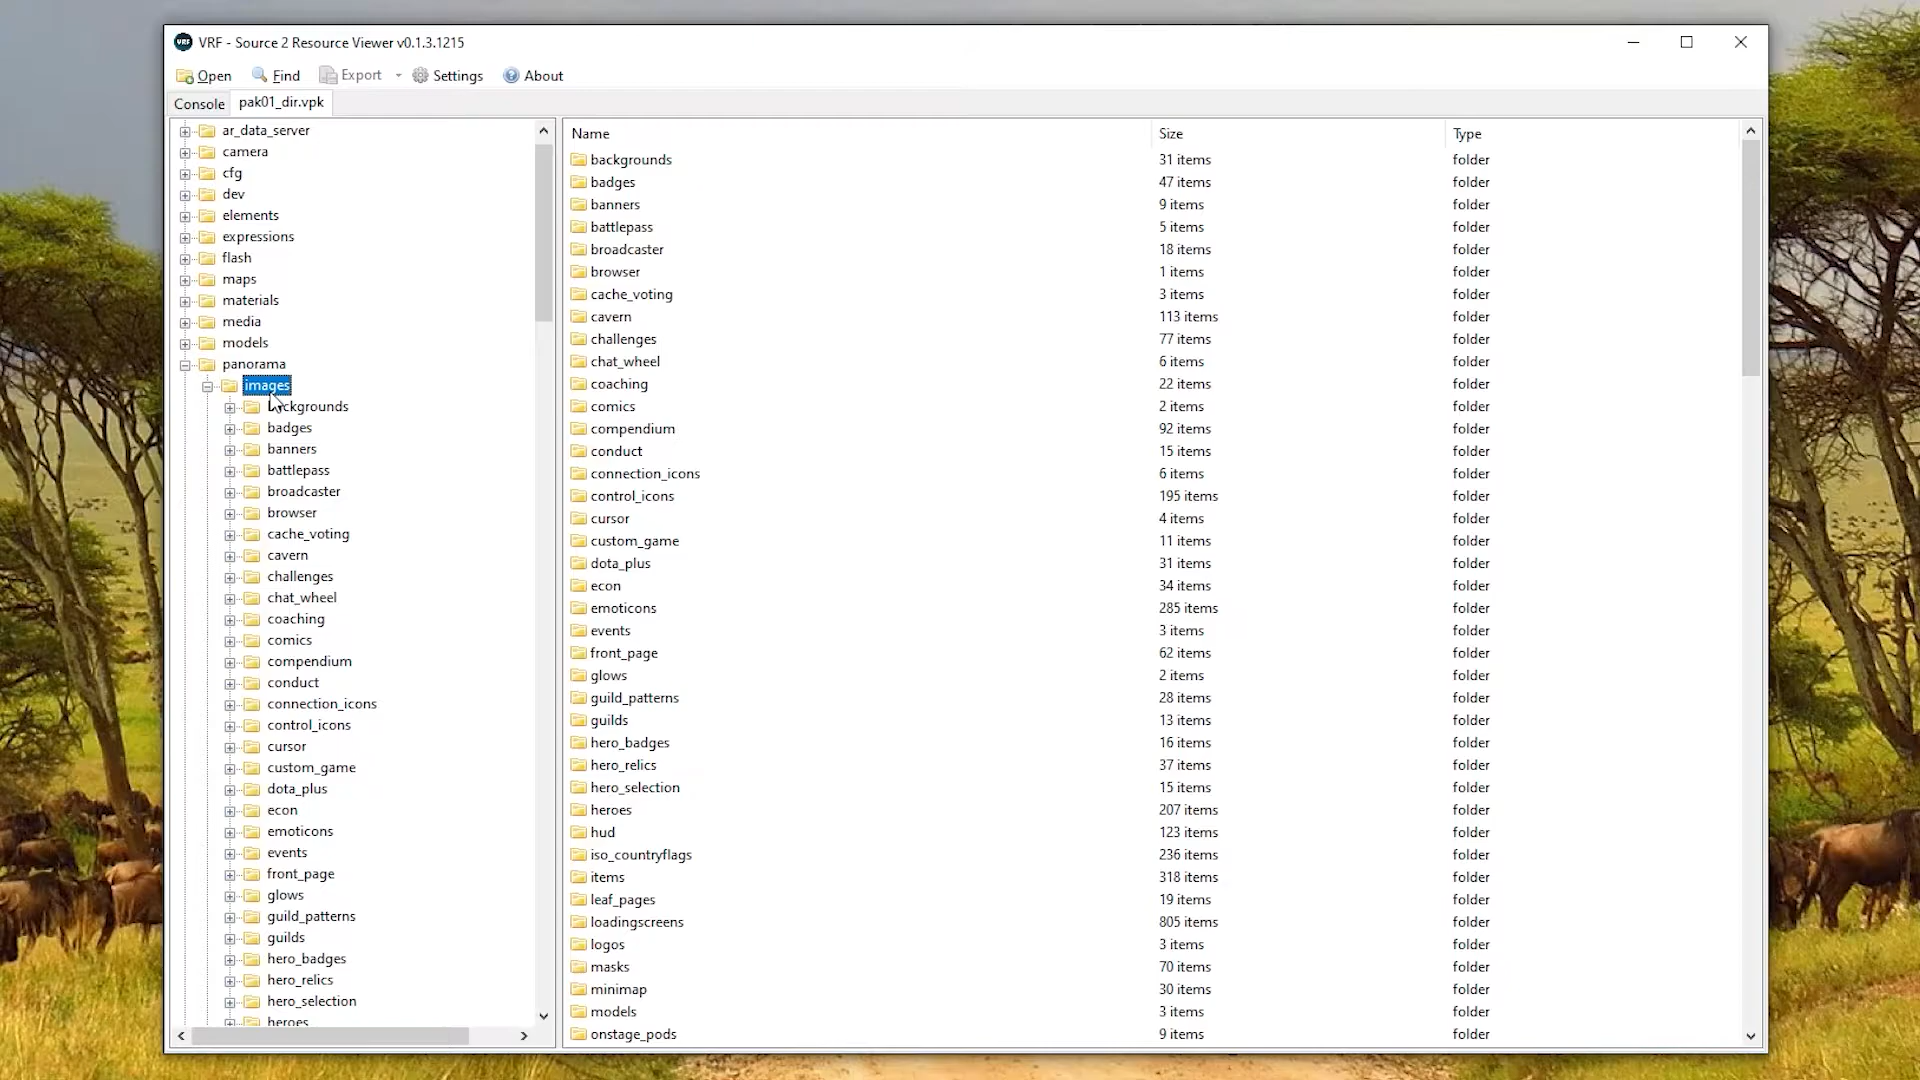 VRF - Source 2 Resource Viewer v0.1.3.1215
Open Find Export Settings About
Console pak01_dir.vpk
ar_data_server
camera
cfg
dev
elements
expressions
flash
maps
materials
media
models
panorama
images
backgrounds
badges
banners
battlepass
broadcaster
browser
cache_voting
cavern
challenges
chat_wheel
coaching
comics
compendium
conduct
connection_icons
control_icons
cursor
custom_game
dota_plus
econ
emoticons
events
front_page
glows
guild_patterns
guilds
hero_badges
hero_relics
hero_selection
heroes
Name Size Type
backgrounds 31 items folder
badges 47 items folder
banners 9 items folder
battlepass 5 items folder
broadcaster 18 items folder
browser 1 items folder
cache_voting 3 items folder
cavern 113 items folder
challenges 77 items folder
chat_wheel 6 items folder
coaching 22 items folder
comics 2 items folder
compendium 92 items folder
conduct 15 items folder
connection_icons 6 items folder
control_icons 195 items folder
cursor 4 items folder
custom_game 11 items folder
dota_plus 31 items folder
econ 34 items folder
emoticons 285 items folder
events 3 items folder
front_page 62 items folder
glows 2 items folder
guild_patterns 28 items folder
guilds 13 items folder
hero_badges 16 items folder
hero_relics 37 items folder
hero_selection 15 items folder
heroes 207 items folder
hud 123 items folder
iso_countryflags 236 items folder
items 318 items folder
leaf_pages 19 items folder
loadingscreens 805 items folder
logos 3 items folder
masks 70 items folder
minimap 30 items folder
models 3 items folder
onstage_pods 9 items folder